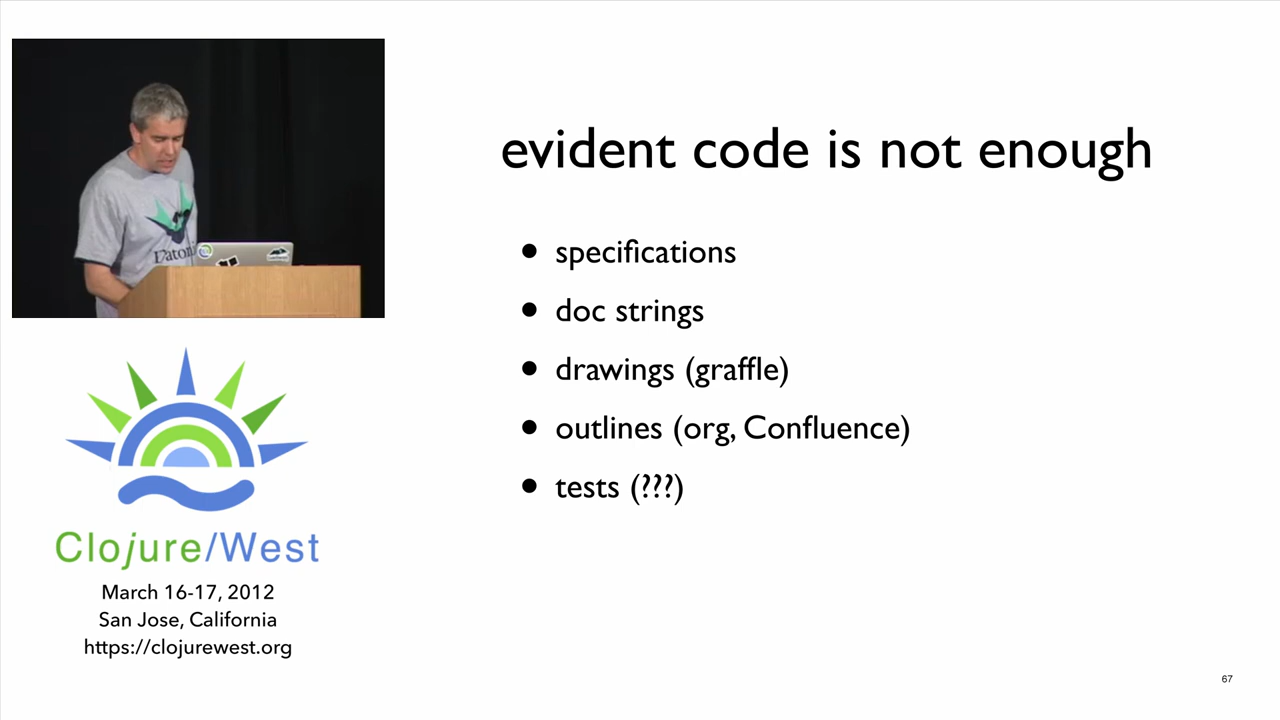 evident code is not enough
• specifications
• doc strings
• drawings (graffle)
• outlines (org, Confluence)
• tests (???)
Datomic
Clojure/West
March 16-17, 2012
San Jose, California
https://clojurewest.org
67